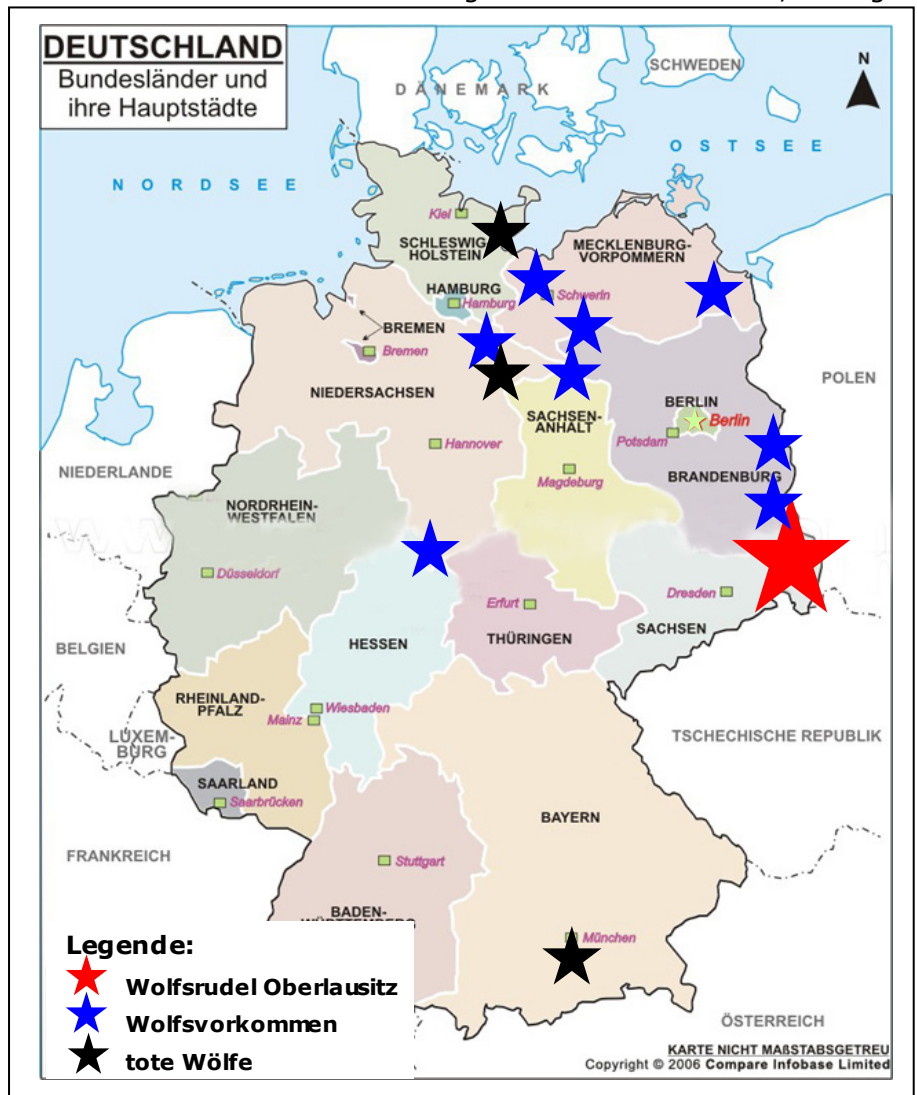 DEUTSCHLAND
Bundesländer und
ihre Hauptstädte
SCHWEDEN
N
DÄNEMARK
OSTSEE
NORDSEE
Kiel
SCHLESWIG
HOLSTEIN
MECKLENBURG-
VORPOMMERN
HAMBURG
Hamburg
Schwerin
BREMEN
Bremen
POLEN
NIEDERSACHSEN
BERLIN
Berlin
SACHSEN-
ANHALT
Potsdam
Hannover
NIEDERLANDE
Magdeburg
BRANDENBURG
NORDRHEIN-
WESTFALEN
Düsseldorf
Dresden
Erfurt
SACHSEN
THÜRINGEN
HESSEN
BELGIEN
RHEINLAND-
PFALZ
Wiesbaden
Mainz
LUXEM-
BURG
TSCHECHISCHE REPUBLIK
SAARLAND
Saarbrücken
BAYERN
FRANKREICH
Stuttgart
BADEN-
München
Legende:
Wolfsrudel Oberlausitz
Wolfsvorkommen
tote Wölfe
ÖSTERREICH
KARTE NICHT MAßSTABSGETREU
Copyright © 2006 Compare Infobase Limited